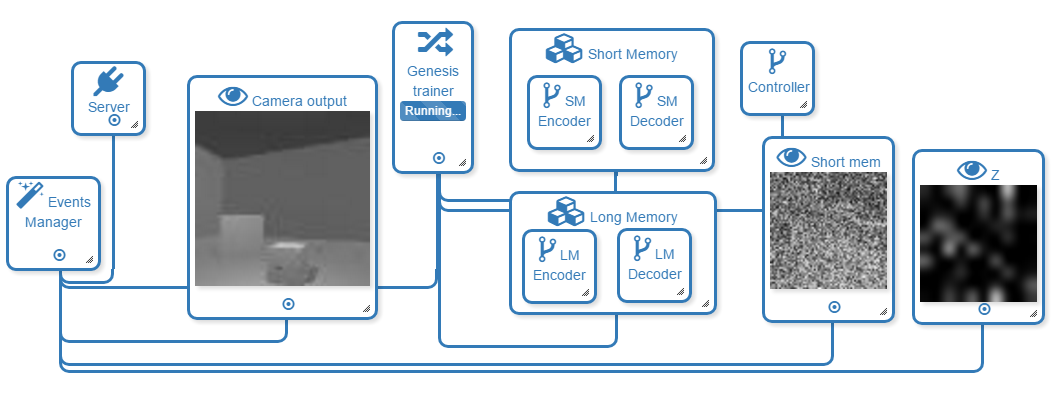 Server
Events
Manager
Camera output
Genesis
trainer
Running...
Short Memory
SM
Encoder
SM
Decoder
Long Memory
LM
Encoder
LM
Decoder
Controller
Short mem
Z